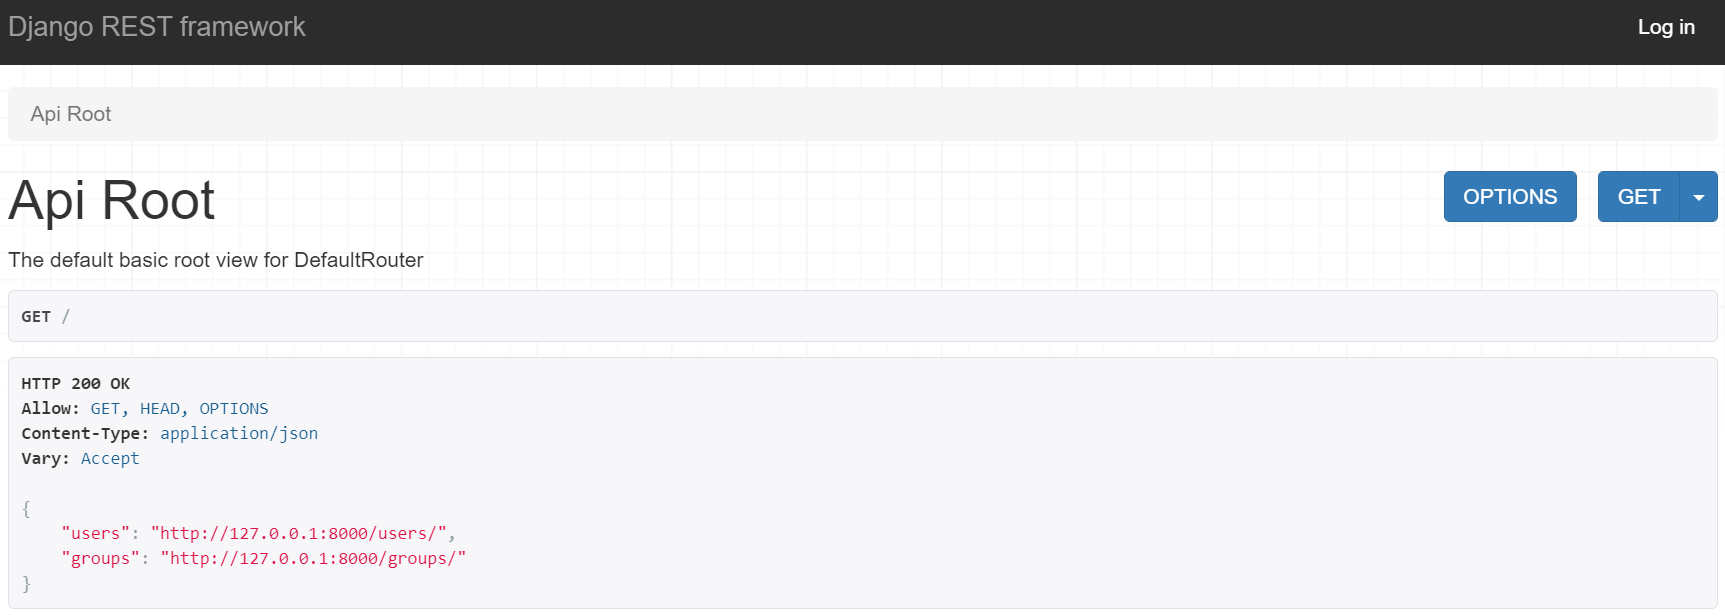 Django REST framework
Log in
Api Root
Api Root
OPTIONS
GET
The default basic root view for DefaultRouter
GET /
HTTP 200 OK
Allow: GET, HEAD, OPTIONS
Content-Type: application/json
Vary: Accept
{
    "users": "http://127.0.0.1:8000/users/",
    "groups": "http://127.0.0.1:8000/groups/"
}